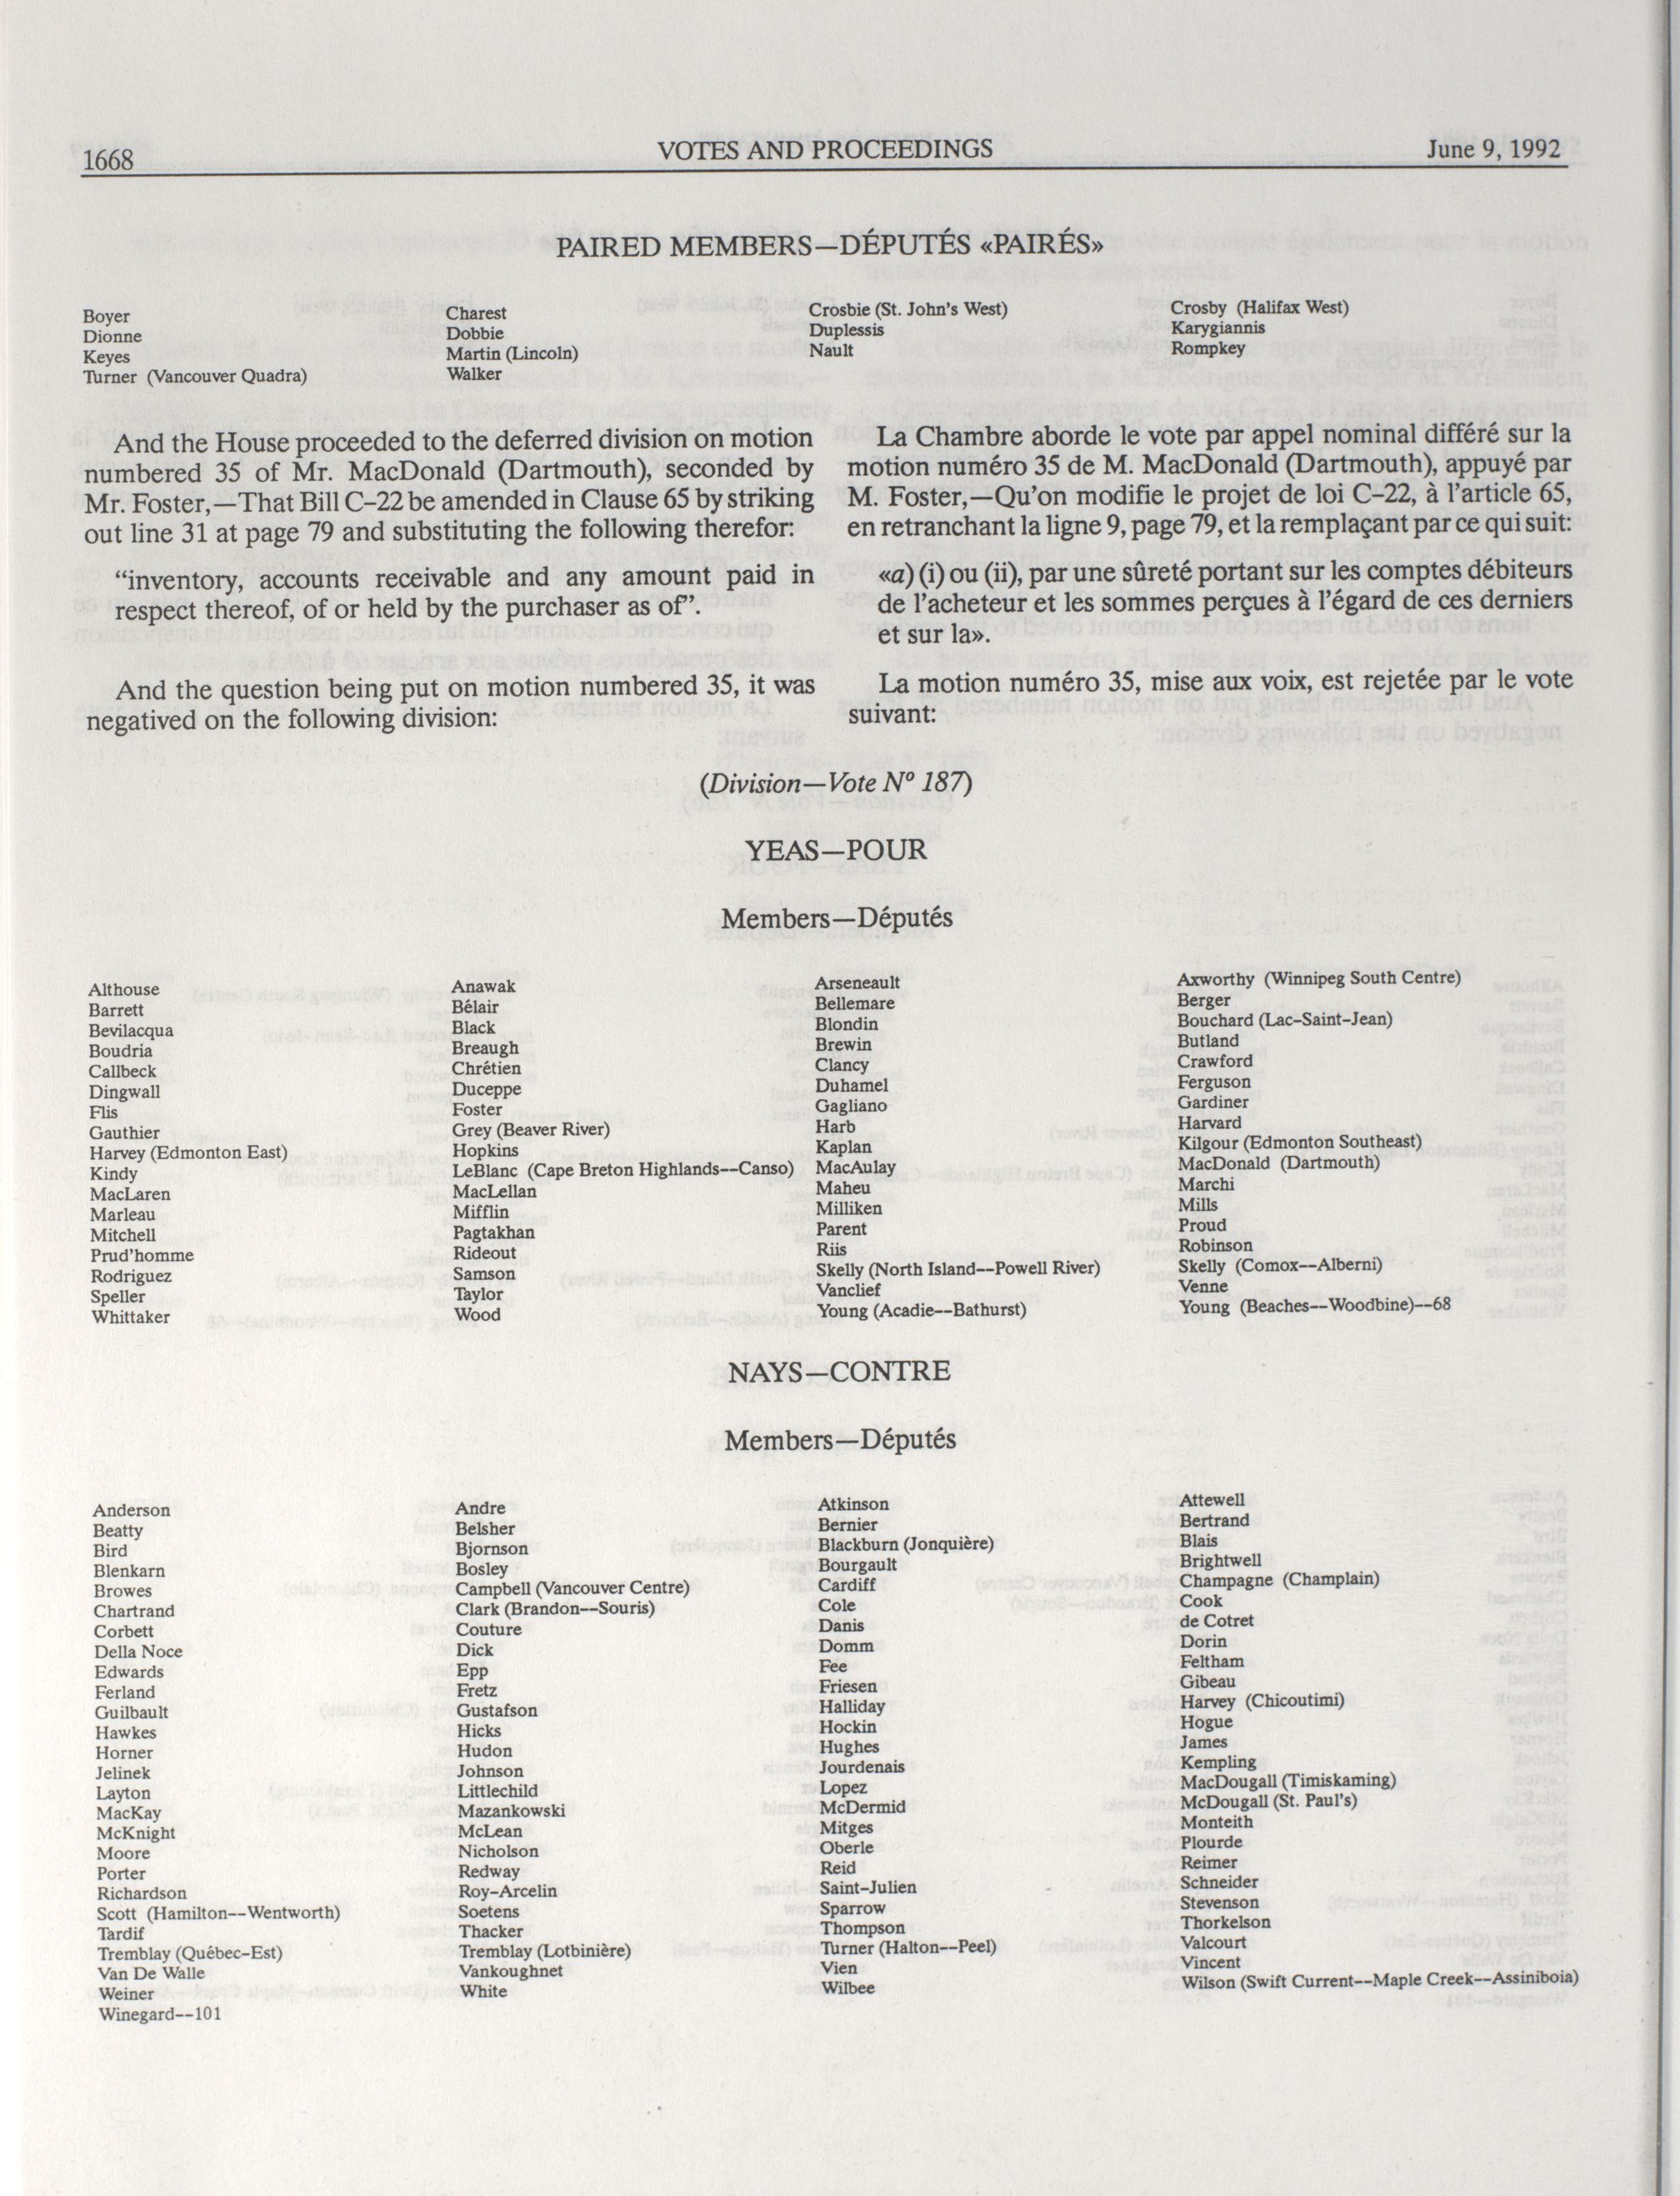 1668 VOTES AND PROCEEDINGS June 9, 1992
PAIRED MEMBERS—DÉPUTÉS «PAIRÉS»
Boyer Charest Crosbie (St. John's West) Crosby (Halifax West)
Dionne Dobbie Duplessis Karygiannis
Keyes Martin (Lincoln) Nault Rompkey
Turner (Vancouver Quadra) Walker
And the House proceeded to the deferred division on motion
numbered 35 of Mr. MacDonald (Dartmouth), seconded by
Mr. Foster,—That Bill C–22 be amended in Clause 65 by striking
out line 31 at page 79 and substituting the following therefor:
“inventory, accounts receivable and any amount paid in
respect thereof, of or held by the purchaser as of”.
And the question being put on motion numbered 35, it was
negatived on the following division:
La Chambre aborde le vote par appel nominal différé sur la
motion numéro 35 de M. MacDonald (Dartmouth), appuyé par
M. Foster,—Qu'on modifie le projet de loi C–22, à l'article 65,
en retranchant la ligne 9, page 79, et la remplaçant par ce qui suit:
«a) (i) ou (ii), par une sûreté portant sur les comptes débiteurs
de l'acheteur et les sommes perçues à l'égard de ces derniers
et sur la».
La motion numéro 35, mise aux voix, est rejetée par le vote
suivant:
(Division—Vote Nº 187)
YEAS—POUR
Members—Députés
Althouse Anawak Arseneault Axworthy (Winnipeg South Centre)
Barrett Bélair Bellemare Berger
Bevilacqua Black Blondin Bouchard (Lac–Saint–Jean)
Boudria Breaugh Brewin Butland
Callbeck Chrétien Clancy Crawford
Dingwall Duceppe Duhamel Ferguson
Flis Foster Gagliano Gardiner
Gauthier Grey (Beaver River) Harb Harvard
Harvey (Edmonton East) Hopkins Kaplan Kilgour (Edmonton Southeast)
Kindy LeBlanc (Cape Breton Highlands--Canso) MacAulay MacDonald (Dartmouth)
MacLaren MacLellan Maheu Marchi
Marleau Mifflin Milliken Mills
Mitchell Pagtakhan Parent Proud
Prud'homme Rideout Riis Robinson
Rodriguez Samson Skelly (North Island--Powell River) Skelly (Comox--Alberni)
Speller Taylor Vanclief Venne
Whittaker Wood Young (Acadie--Bathurst) Young (Beaches--Woodbine)--68
NAYS—CONTRE
Members—Députés
Anderson Andre Atkinson Attewell
Beatty Belsher Bernier Bertrand
Bird Bjornson Blackburn (Jonquière) Blais
Blenkarn Bosley Bourgault Brightwell
Browes Campbell (Vancouver Centre) Cardiff Champagne (Champlain)
Chartrand Clark (Brandon--Souris) Cole Cook
Corbett Couture Danis de Cotret
Della Noce Dick Domm Dorin
Edwards Epp Fee Feltham
Ferland Fretz Friesen Gibeau
Guilbault Gustafson Halliday Harvey (Chicoutimi)
Hawkes Hicks Hockin Hogue
Horner Hudon Hughes James
Jelinek Johnson Jourdenais Kempling
Layton Littlechild Lopez MacDougall (Timiskaming)
MacKay Mazankowski McDermid McDougall (St. Paul's)
McKnight McLean Mitges Monteith
Moore Nicholson Oberle Plourde
Porter Redway Reid Reimer
Richardson Roy–Arcelin Saint–Julien Schneider
Scott (Hamilton--Wentworth) Soetens Sparrow Stevenson
Tardif Thacker Thompson Thorkelson
Tremblay (Québec–Est) Tremblay (Lotbinière) Turner (Halton--Peel) Valcourt
Van De Walle Vankoughnet Vien Vincent
Weiner White Wilbee Wilson (Swift Current--Maple Creek--Assiniboia)
Winegard--101